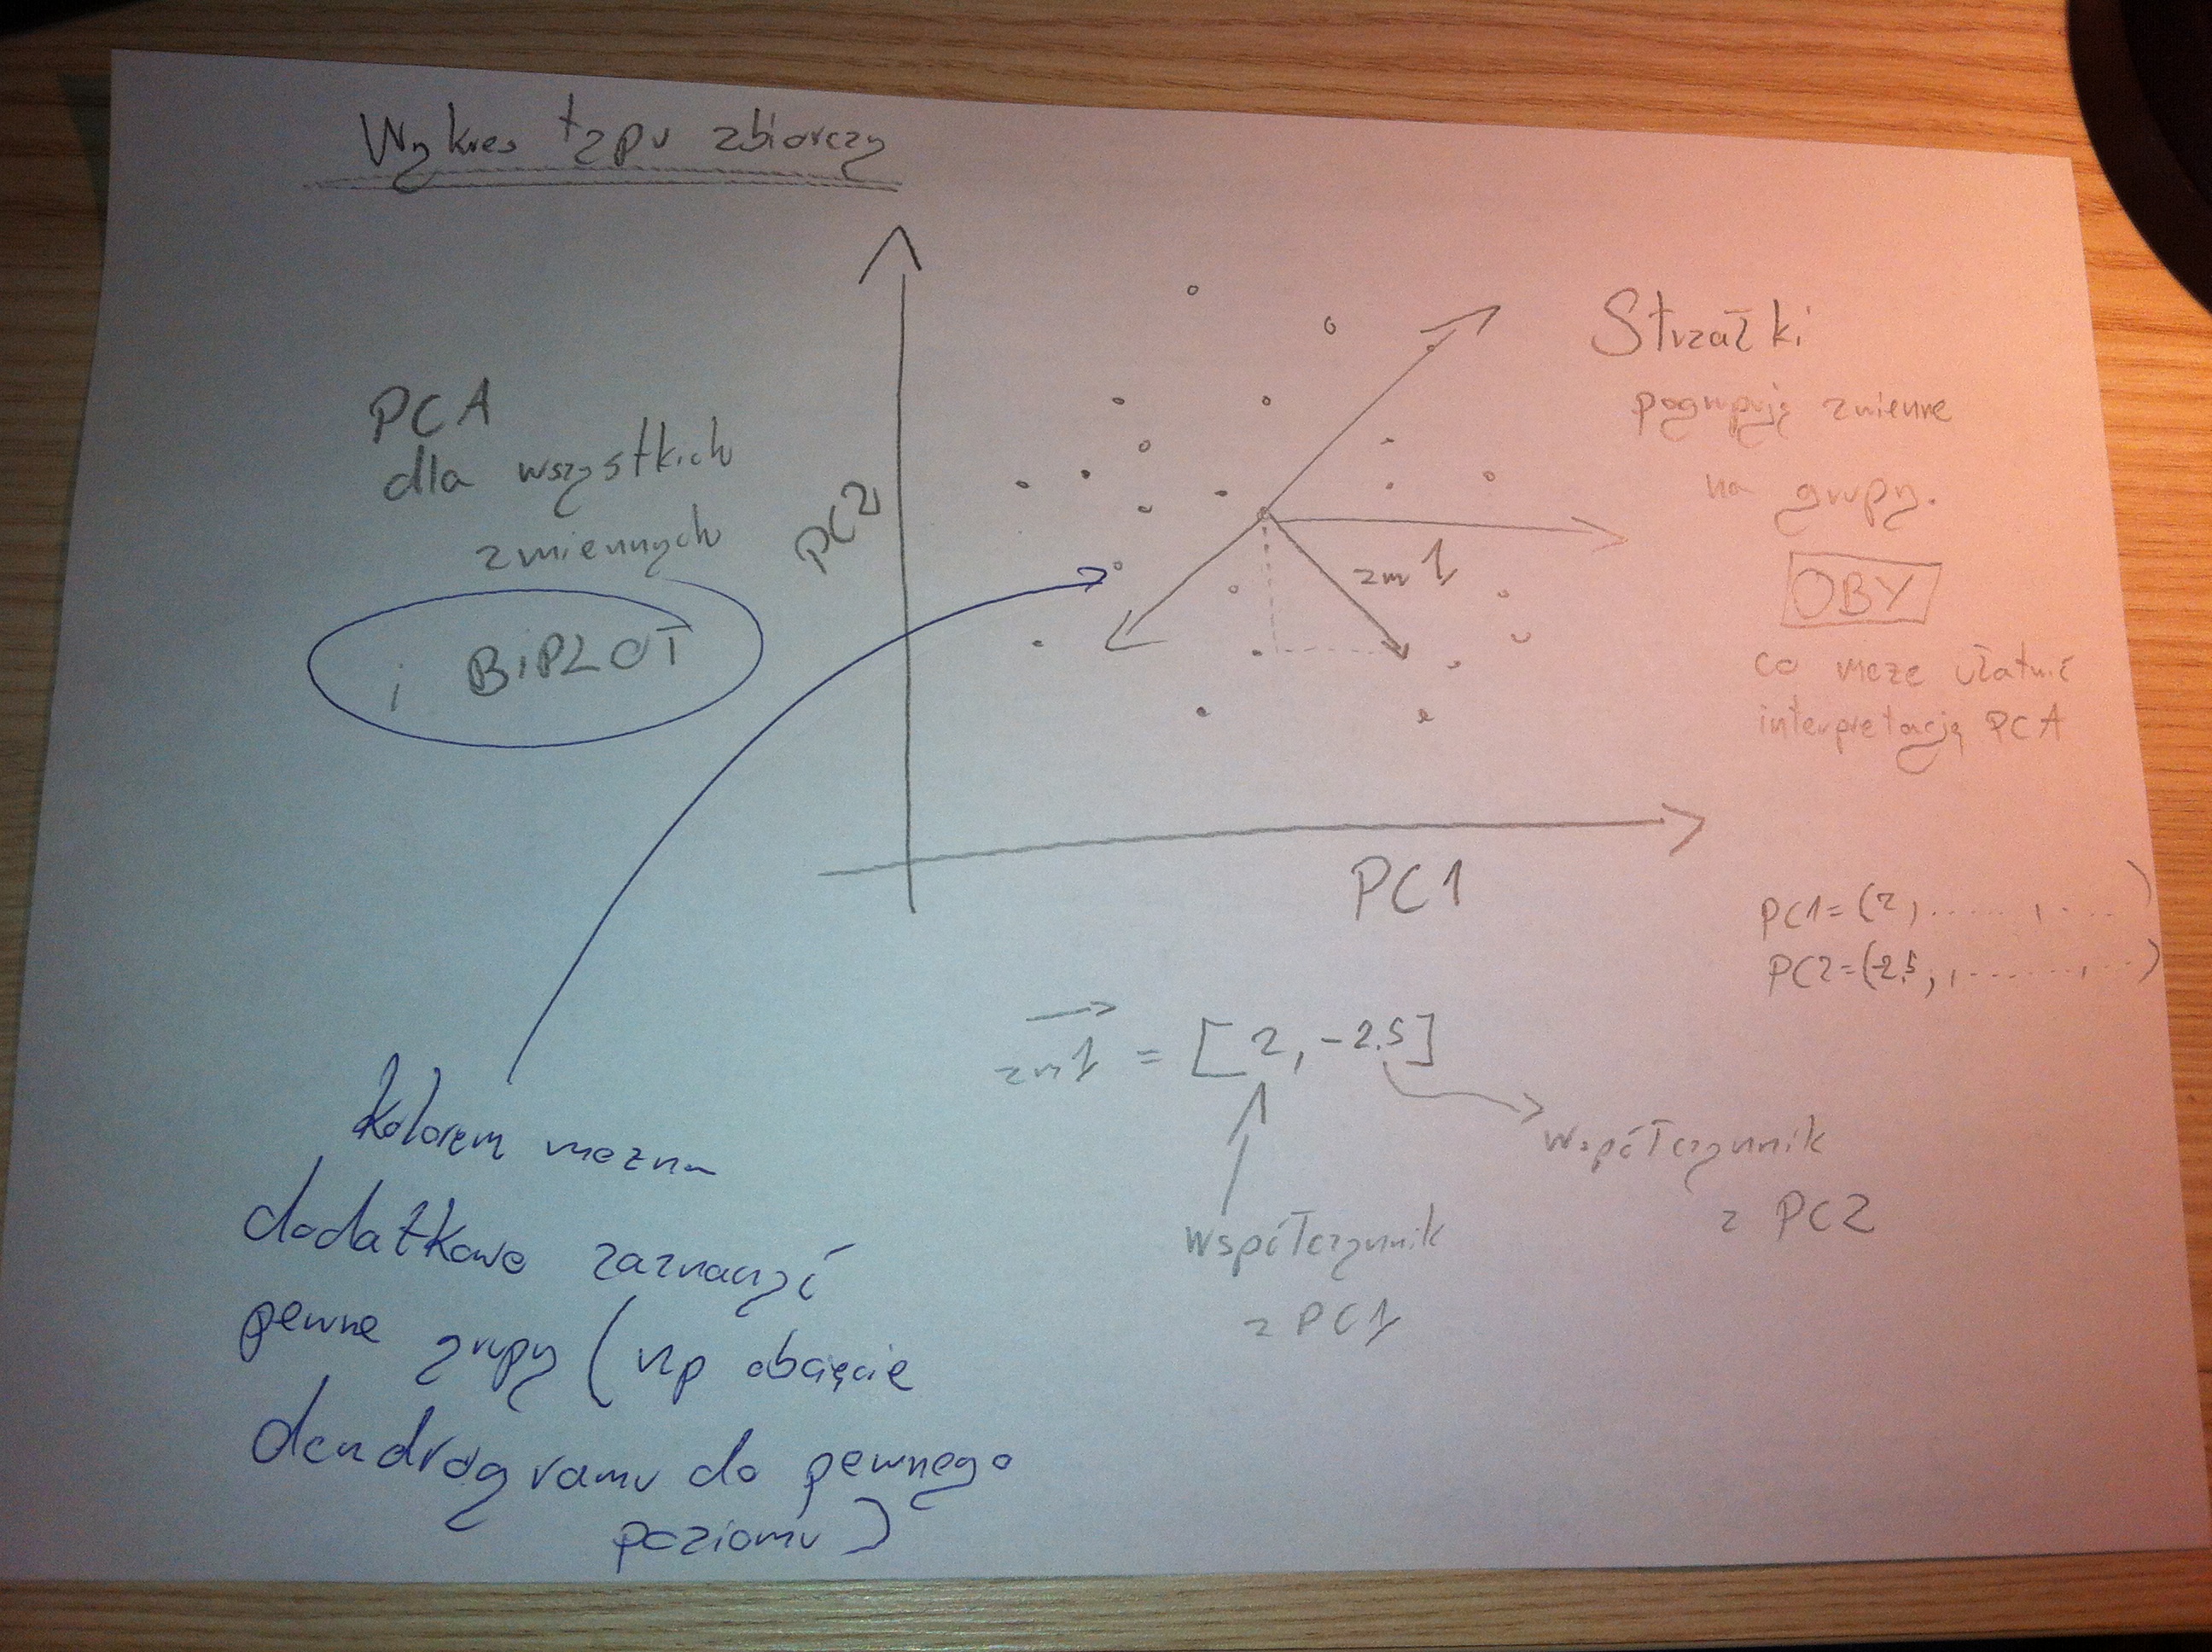 Wykres typu zbiorczy
PCA
dla wszystkich
zmiennych
i BiPLOT
PC2
zm1
PC1
Strzałki
pogrupują zmienne
na grupy.
OBY
co może ułatwić
interpretację PCA
PC1=(2, ......, ....)
PC2=(-2.5, , ......., ...)
zm1 = [2, -2.5]
Współczynnik
z PC2
Współczynnik
z PC1
kolorem można
dodatkowo zaznaczyć
pewne grupy (np obcięcie
dendrogramu do pewnego
poziomu)